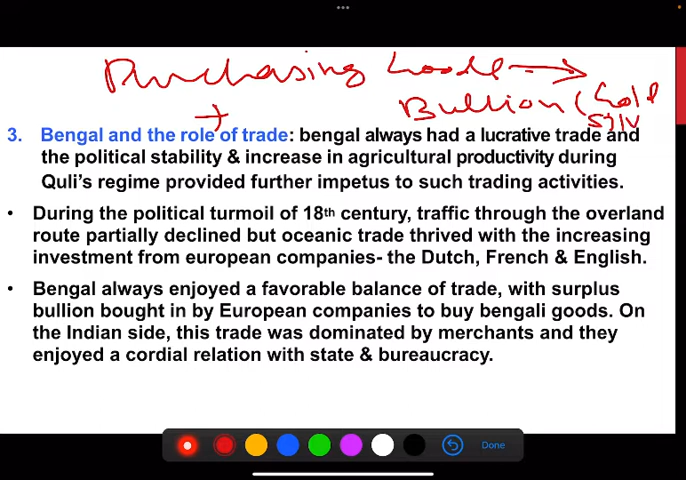 Purchasing Goods →
Bullion (Gold
Silv
3. Bengal and the role of trade: bengal always had a lucrative trade and
the political stability & increase in agricultural productivity during
Quli's regime provided further impetus to such trading activities.
• During the political turmoil of 18th century, traffic through the overland
route partially declined but oceanic trade thrived with the increasing
investment from european companies- the Dutch, French & English.
• Bengal always enjoyed a favorable balance of trade, with surplus
bullion bought in by European companies to buy bengali goods. On
the Indian side, this trade was dominated by merchants and they
enjoyed a cordial relation with state & bureaucracy.
Done